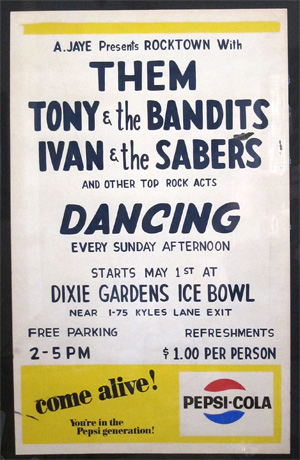 A. JAYE Presents ROCKTOWN With
THEM
TONY & the BANDITS
IVAN & the SABERS
AND OTHER TOP ROCK ACTS
DANCING
EVERY SUNDAY AFTERNOON
STARTS MAY 1ST AT
DIXIE GARDENS ICE BOWL
NEAR I-75 KYLES LANE EXIT
FREE PARKING REFRESHMENTS
2-5 PM $1.00 PER PERSON
come alive!
You're in the
Pepsi generation!
PEPSI-COLA